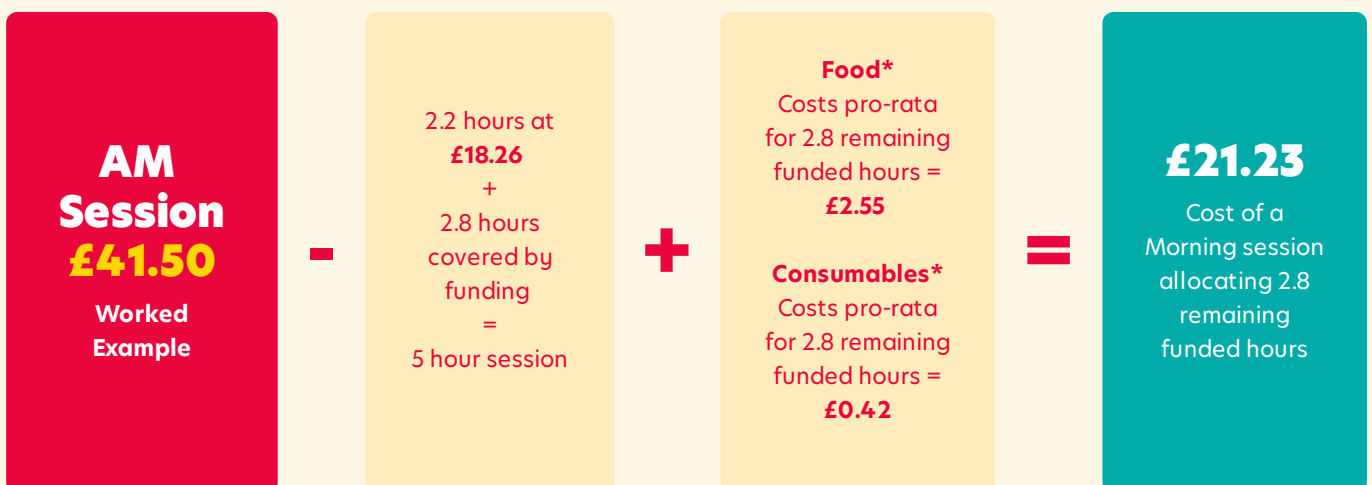 AM
Session
£41.50
Worked
Example
-
2.2 hours at
£18.26
+
2.8 hours
covered by
funding
=
5 hour session
+
Food*
Costs pro-rata
for 2.8 remaining
funded hours =
£2.55
Consumables*
Costs pro-rata
for 2.8 remaining
funded hours =
£0.42
=
£21.23
Cost of a
Morning session
allocating 2.8
remaining
funded hours